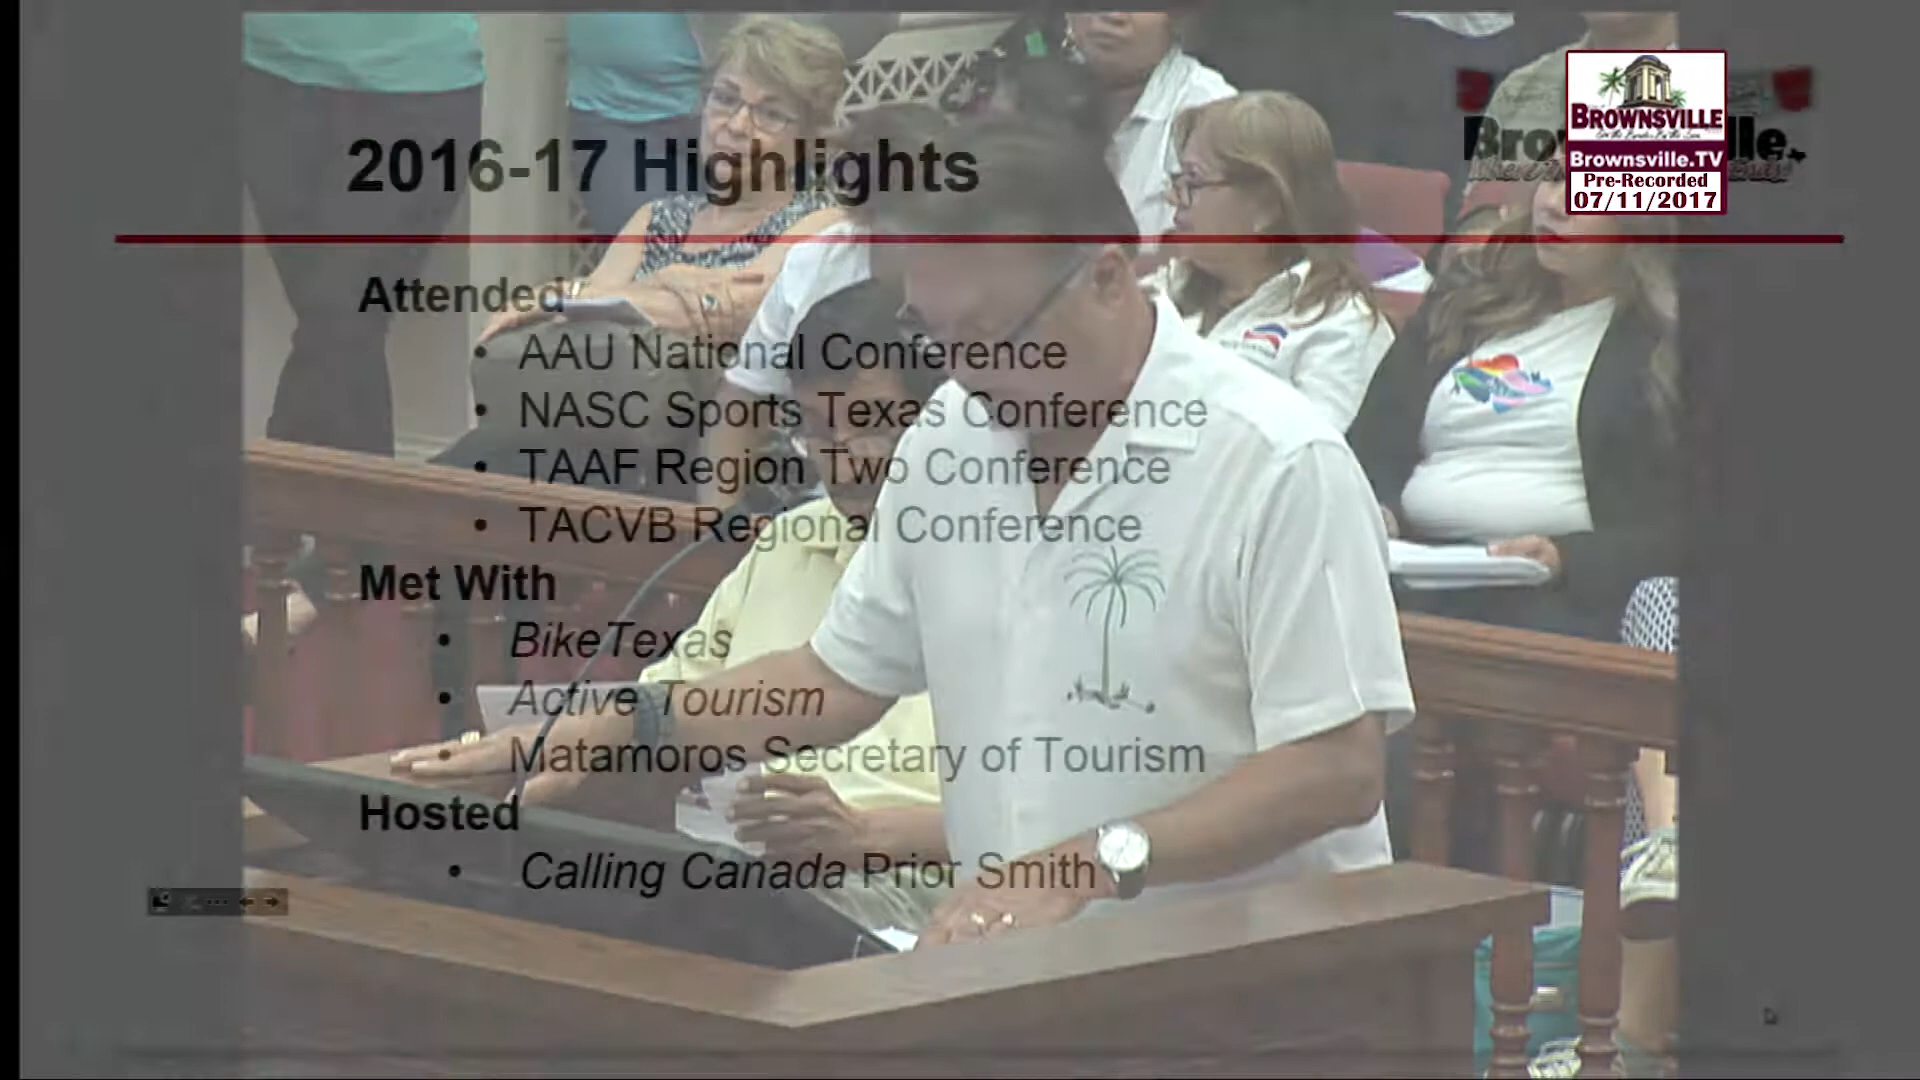 2016-17 Highlights
BROWNSVILLE
Brownsville.TV
Pre-Recorded
07/11/2017
Attended
• AAU National Conference
• NASC Sports Texas Conference
• TAAF Region Two Conference
• TACVB Regional Conference
Met With
• BikeTexas
• Active Tourism
• Matamoros Secretary of Tourism
Hosted
• Calling Canada Prior Smith